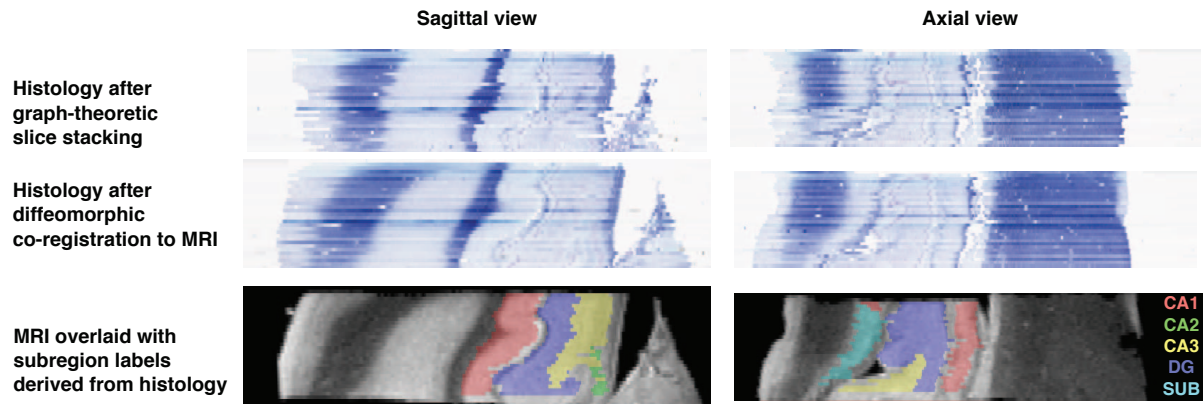 Sagittal view
Axial view
Histology after
graph-theoretic
slice stacking
Histology after
diffeomorphic
co-registration to MRI
MRI overlaid with
subregion labels
derived from histology
CA1
CA2
CA3
DG
SUB